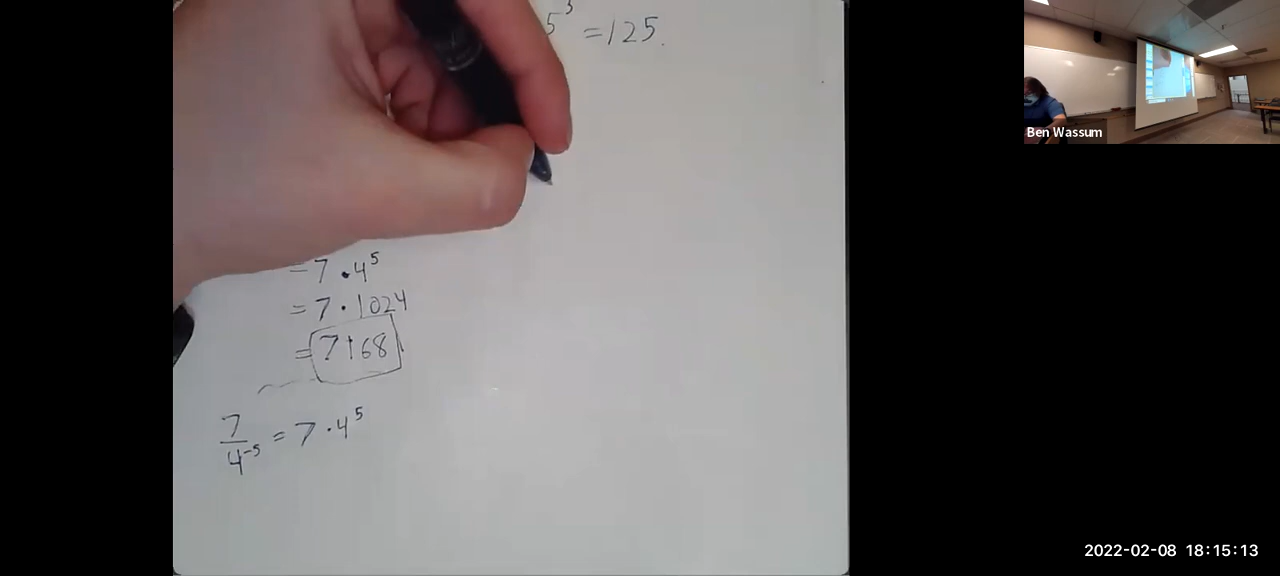 5³ = 125.
= 7 · 4⁵
= 7 · 1024
= 7168
7/4⁻⁵ = 7 · 4⁵
Ben Wassum
2022-02-08 18:15:13